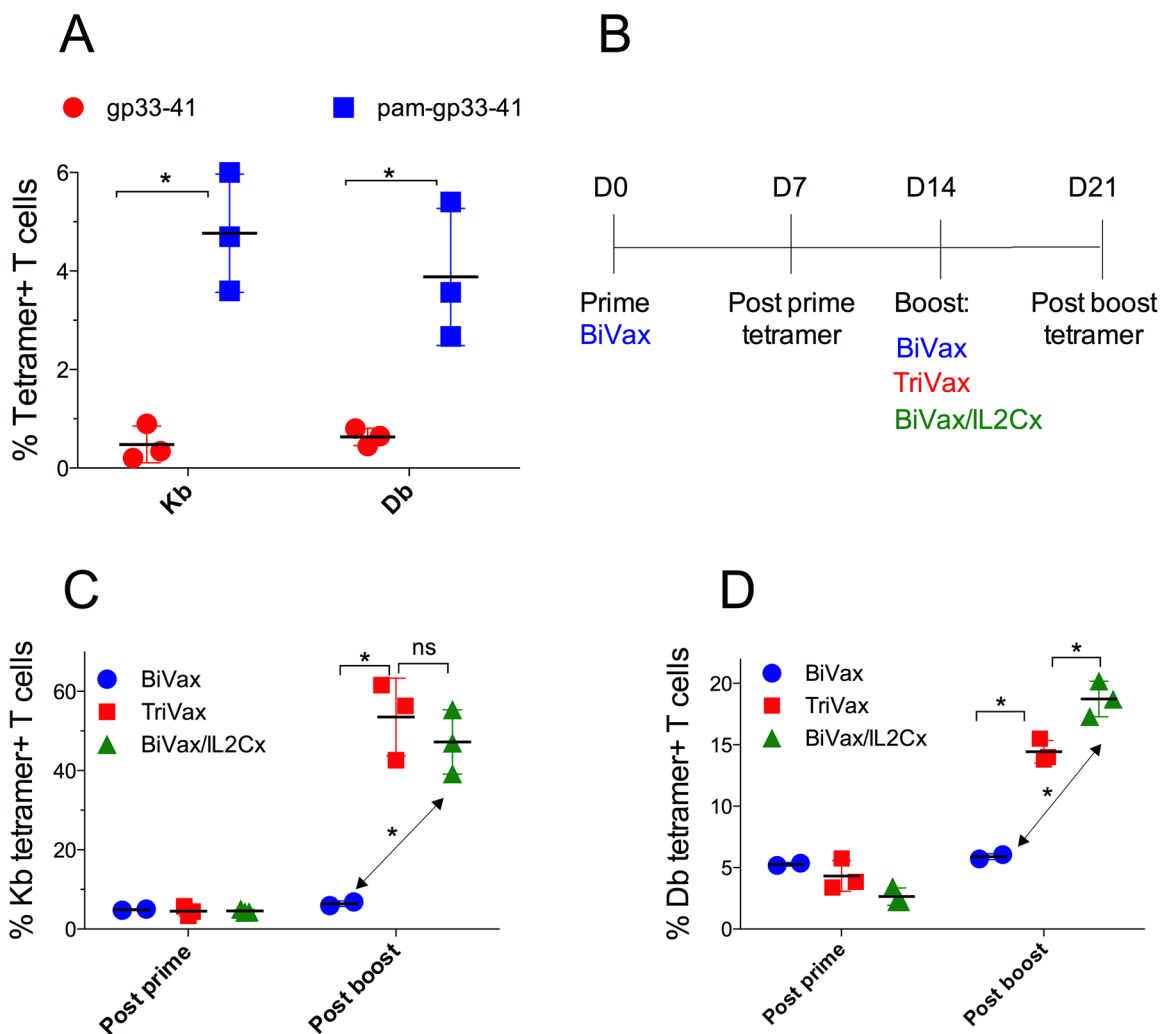 A
B
gp33-41
pam-gp33-41
% Tetramer+ T cells
6
4
2
0
*
*
Kb
Db
D0
D7
D14
D21
Prime
BiVax
Post prime
tetramer
Boost:
BiVax
TriVax
BiVax/IL2Cx
Post boost
tetramer
C
D
% Kb tetramer+ T cells
60
40
20
0
BiVax
TriVax
BiVax/IL2Cx
*
ns
*
Post prime
Post boost
% Db tetramer+ T cells
20
15
10
5
0
BiVax
TriVax
BiVax/IL2Cx
*
*
*
Post prime
Post boost